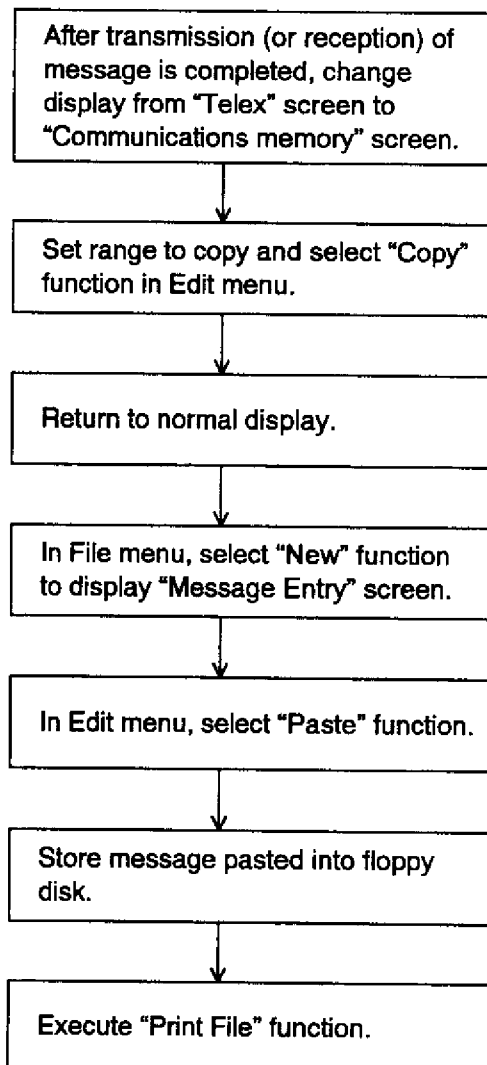 After transmission (or reception) of
message is completed, change
display from “Telex” screen to
“Communications memory” screen.
Set range to copy and select “Copy”
function in Edit menu.
Return to normal display.
In File menu, select “New” function
to display “Message Entry” screen.
In Edit menu, select “Paste” function.
Store message pasted into floppy
disk.
Execute “Print File” function.